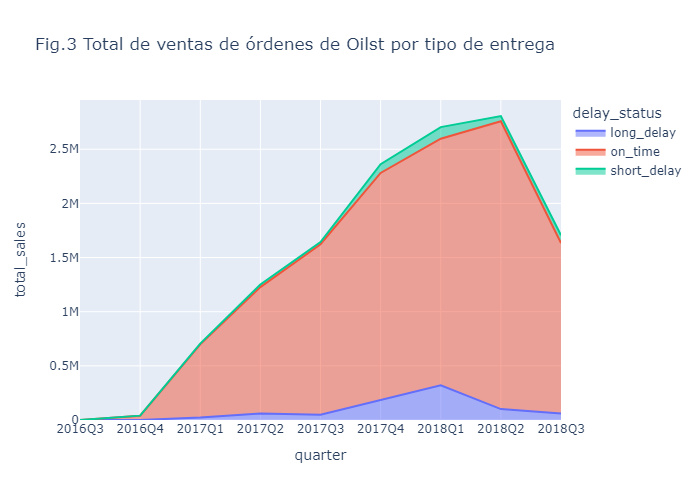 Fig.3 Total de ventas de órdenes de Oilst por tipo de entrega
delay_status
long_delay
on_time
short_delay
total_sales
2.5M
2M
1.5M
1M
0.5M
0
2016Q3 2016Q4 2017Q1 2017Q2 2017Q3 2017Q4 2018Q1 2018Q2 2018Q3
quarter